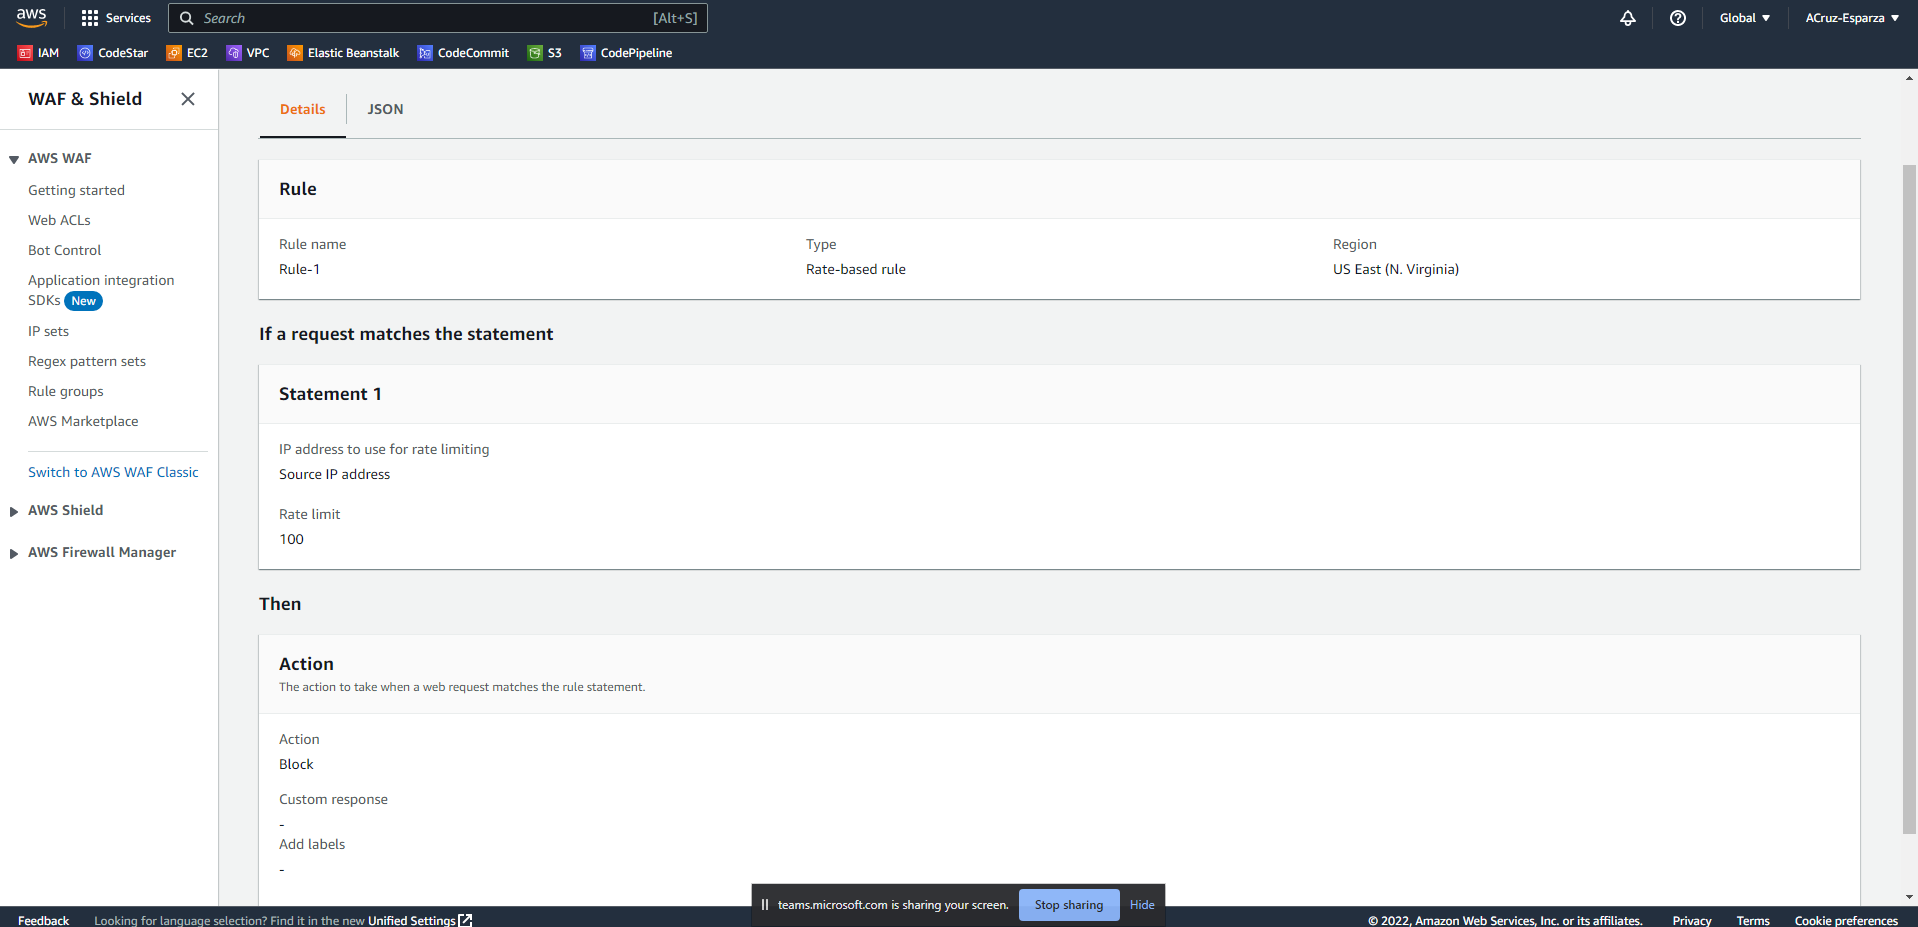 aws
Services
Search
[Alt+S]
Global
ACruz-Esparza
IAM
CodeStar
EC2
VPC
Elastic Beanstalk
CodeCommit
S3
CodePipeline
WAF & Shield
AWS WAF
Getting started
Web ACLs
Bot Control
Application integration
SDKs New
IP sets
Regex pattern sets
Rule groups
AWS Marketplace
Switch to AWS WAF Classic
AWS Shield
AWS Firewall Manager
Details
JSON
Rule
Rule name
Rule-1
Type
Rate-based rule
Region
US East (N. Virginia)
If a request matches the statement
Statement 1
IP address to use for rate limiting
Source IP address
Rate limit
100
Then
Action
The action to take when a web request matches the rule statement.
Action
Block
Custom response
-
Add labels
-
teams.microsoft.com is sharing your screen.
Stop sharing
Hide
Feedback
Looking for language selection? Find it in the new Unified Settings
© 2022, Amazon Web Services, Inc. or its affiliates.
Privacy
Terms
Cookie preferences